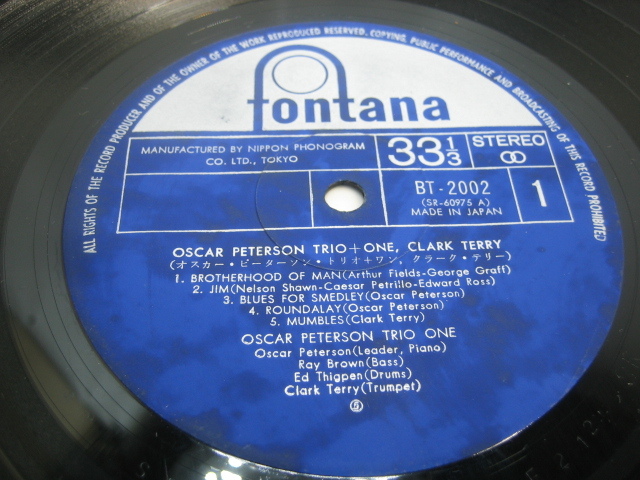 ALL RIGHTS OF THE RECORD PRODUCER AND OF THE OWNER OF THE WORK REPRODUCED RESERVED. COPYING, PUBLIC PERFORMANCE AND BROADCASTING OF THIS RECORD PROHIBITED
fontana
MANUFACTURED BY NIPPON PHONOGRAM
CO. LTD., TOKYO
33 1/3
STEREO
BT-2002
(SR-60975 A)
MADE IN JAPAN
1
OSCAR PETERSON TRIO+ONE, CLARK TERRY
(オスカー・ピーターソン・トリオ+ワン, クラーク・テリー)
1. BROTHERHOOD OF MAN(Arthur Fields-George Graff)
2. JIM(Nelson Shawn-Caesar Petrillo-Edward Ross)
3. BLUES FOR SMEDLEY(Oscar Peterson)
4. ROUNDALAY(Oscar Peterson)
5. MUMBLES(Clark Terry)
OSCAR PETERSON TRIO ONE
Oscar Peterson(Leader, Piano)
Ray Brown(Bass)
Ed Thigpen(Drums)
Clark Terry(Trumpet)